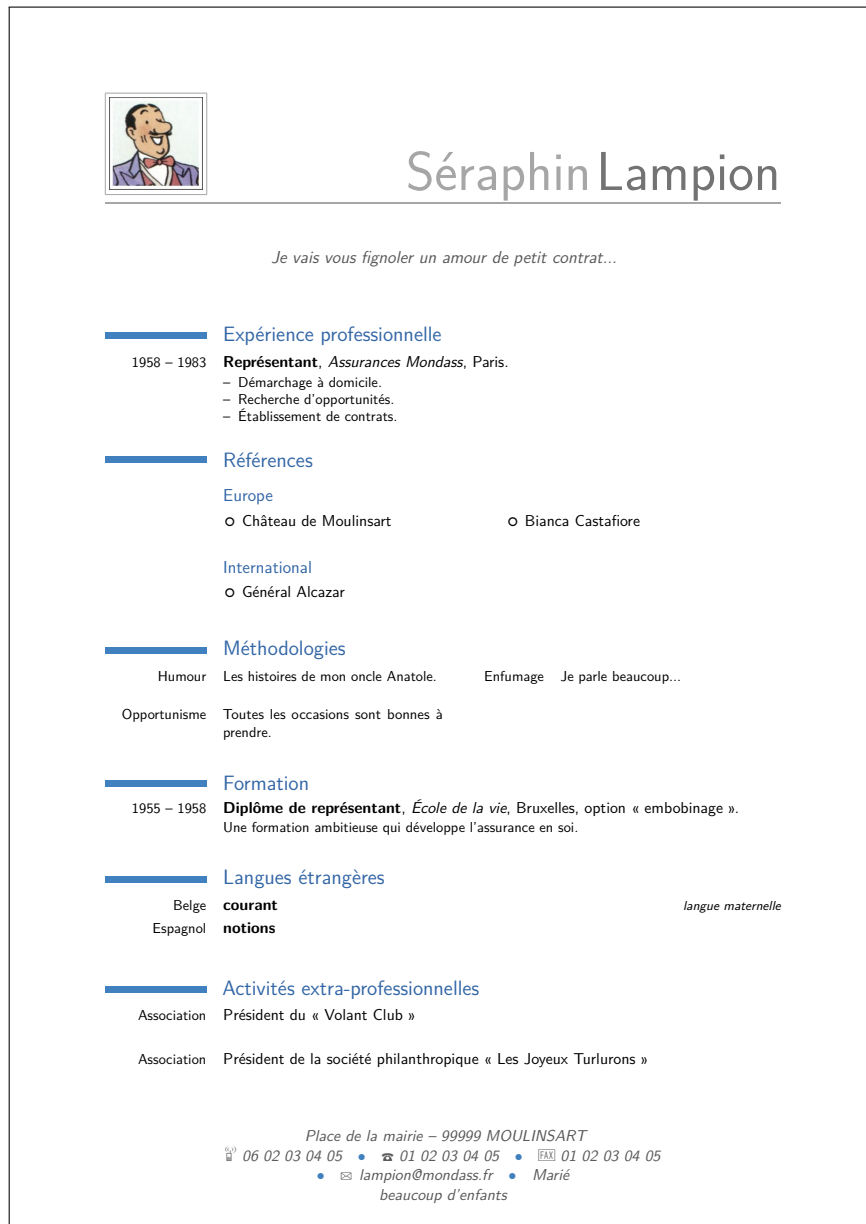 Séraphin Lampion
Je vais vous fignoler un amour de petit contrat...
Expérience professionnelle
1958 – 1983 Représentant, Assurances Mondass, Paris.
– Démarchage à domicile.
– Recherche d'opportunités.
– Établissement de contrats.
Références
Europe
Château de Moulinsart Bianca Castafiore
International
Général Alcazar
Méthodologies
Humour Les histoires de mon oncle Anatole. Enfumage Je parle beaucoup...
Opportunisme Toutes les occasions sont bonnes à
prendre.
Formation
1955 – 1958 Diplôme de représentant, École de la vie, Bruxelles, option « embobinage ».
Une formation ambitieuse qui développe l'assurance en soi.
Langues étrangères
Belge courant langue maternelle
Espagnol notions
Activités extra-professionnelles
Association Président du « Volant Club »
Association Président de la société philanthropique « Les Joyeux Turlurons »
Place de la mairie – 99999 MOULINSART
06 02 03 04 05 • ☎ 01 02 03 04 05 • FAX 01 02 03 04 05
• ✉ lampion@mondass.fr • Marié
beaucoup d'enfants